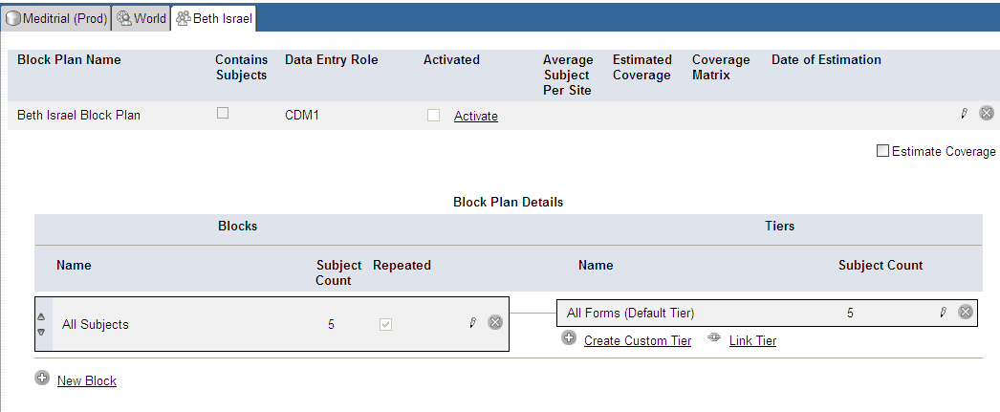 Meditrial (Prod) World Beth Israel
Block Plan Name Contains Subjects Data Entry Role Activated Average Subject Per Site Estimated Coverage Coverage Matrix Date of Estimation
Beth Israel Block Plan CDM1 Activate
Estimate Coverage
Block Plan Details
Blocks Tiers
Name Subject Count Repeated Name Subject Count
All Subjects 5 All Forms (Default Tier) 5
Create Custom Tier Link Tier
New Block